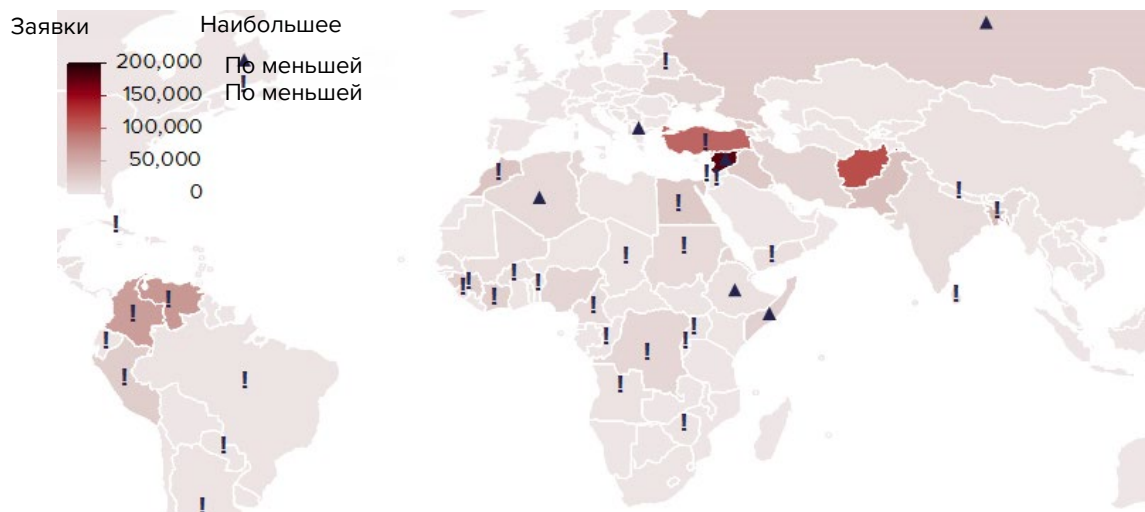 Заявки
Наибольшее
200,000
По меньшей
150,000
По меньшей
100,000
50,000
0